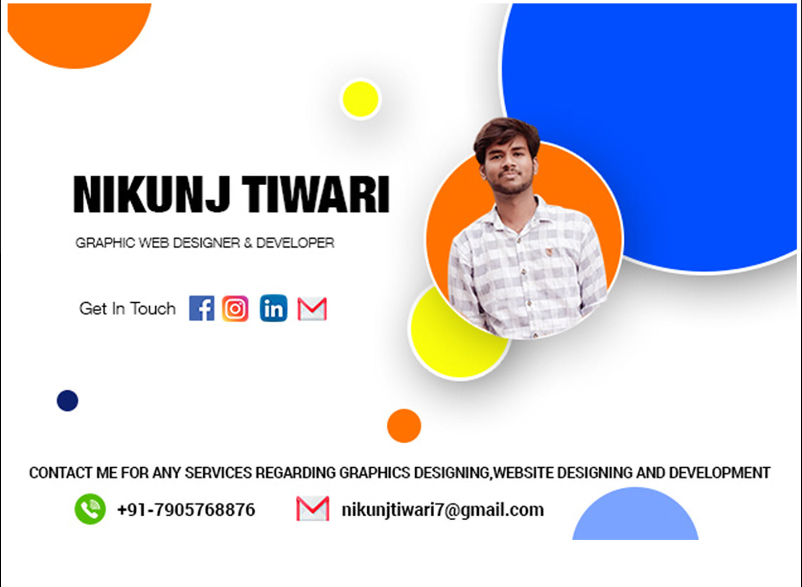 NIKUNJ TIWARI
GRAPHIC WEB DESIGNER & DEVELOPER
Get In Touch
CONTACT ME FOR ANY SERVICES REGARDING GRAPHICS DESIGNING,WEBSITE DESIGNING AND DEVELOPMENT
+91-7905768876 nikunjtiwari7@gmail.com